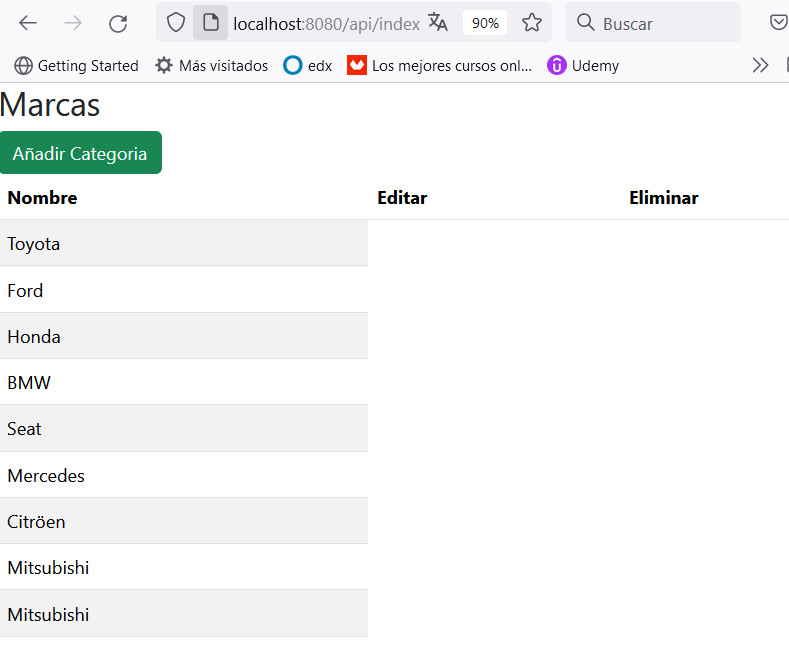 localhost:8080/api/index 90% Buscar
Getting Started Más visitados edx Los mejores cursos onl... Udemy
Marcas
Añadir Categoria
Nombre Editar Eliminar
Toyota
Ford
Honda
BMW
Seat
Mercedes
Citröen
Mitsubishi
Mitsubishi